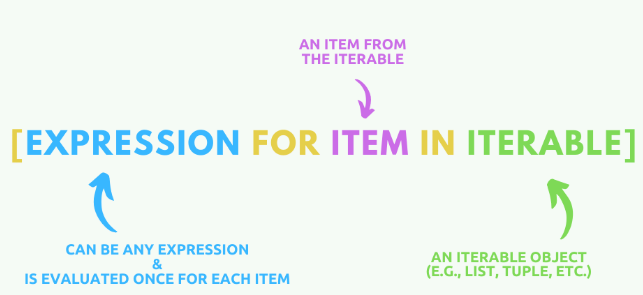 AN ITEM FROM
THE ITERABLE
[EXPRESSION FOR ITEM IN ITERABLE]
CAN BE ANY EXPRESSION
&
IS EVALUATED ONCE FOR EACH ITEM
AN ITERABLE OBJECT
(E.G., LIST, TUPLE, ETC.)